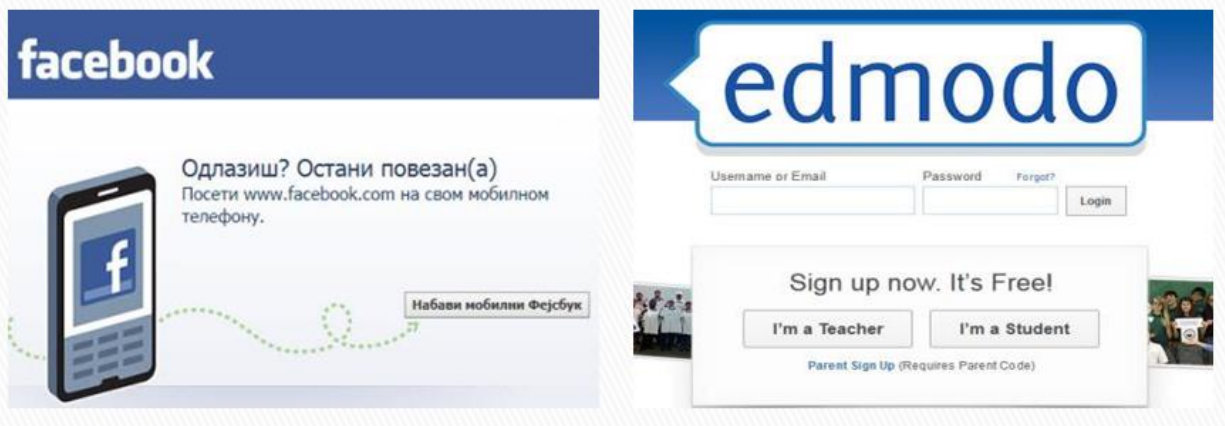 facebook
Одлазиш? Остани повезан(а)
Посети www.facebook.com на свом мобилном
телефону.
f
Набави мобилни Фејсбук
edmodo
Username or Email Password Forgot?
Login
Sign up now. It's Free!
I'm a Teacher I'm a Student
Parent Sign Up (Requires Parent Code)